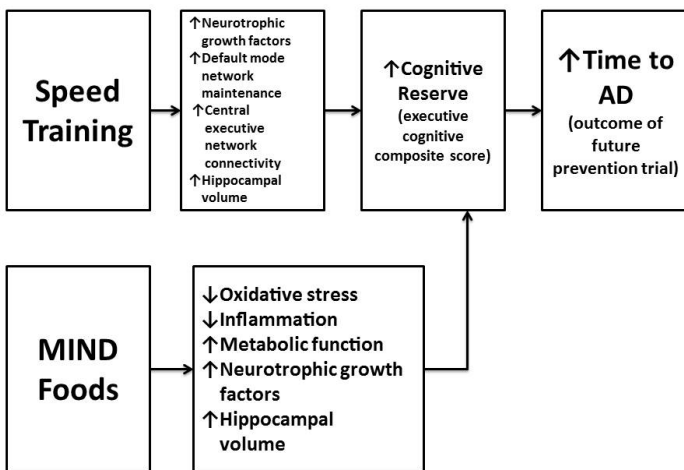 Speed
Training
↑Neurotrophic
growth factors
↑Default mode
network
maintenance
↑Central
executive
network
connectivity
↑Hippocampal
volume
↑Cognitive
Reserve
(executive
cognitive
composite score)
↑Time to
AD
(outcome of
future
prevention trial)
MIND
Foods
↓Oxidative stress
↓Inflammation
↑Metabolic function
↑Neurotrophic growth
factors
↑Hippocampal
volume